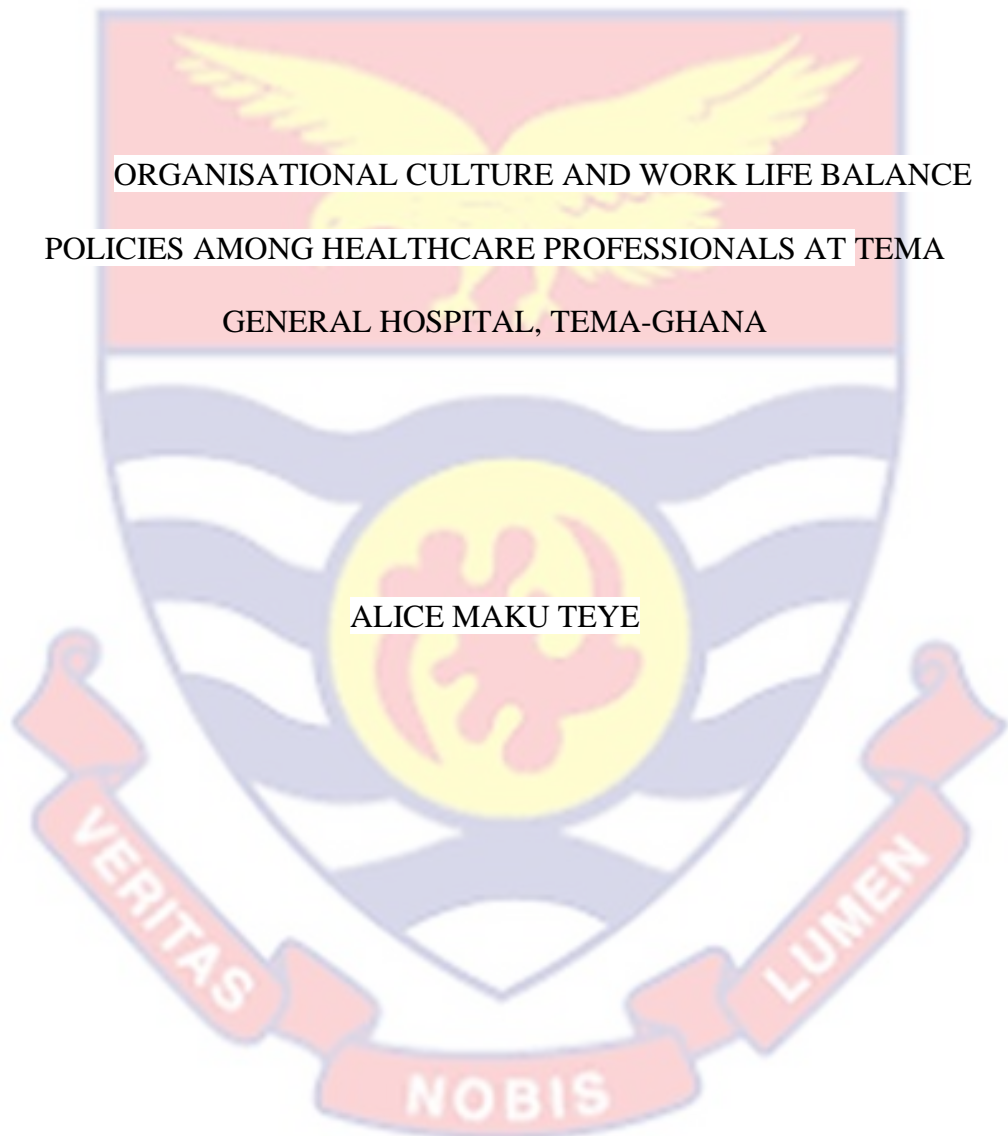 ORGANISATIONAL CULTURE AND WORK LIFE BALANCE
POLICIES AMONG HEALTHCARE PROFESSIONALS AT TEMA
GENERAL HOSPITAL, TEMA-GHANA
ALICE MAKU TEYE
VERITAS
NOBIS
LUMEN